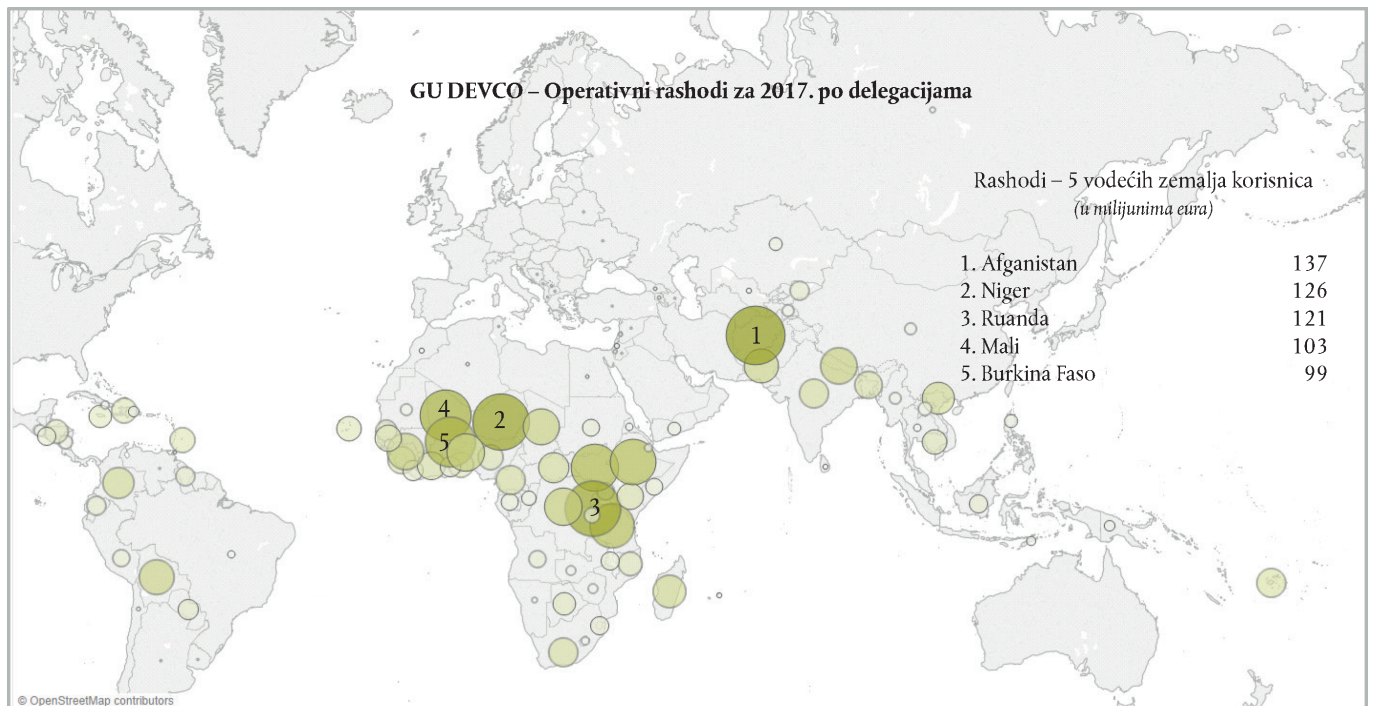 GU DEVCO – Operativni rashodi za 2017. po delegacijama
Rashodi – 5 vodećih zemalja korisnica
(u milijunima eura)
1. Afganistan 137
2. Niger 126
3. Ruanda 121
4. Mali 103
5. Burkina Faso 99
1
4
2
5
3
© OpenStreetMap contributors